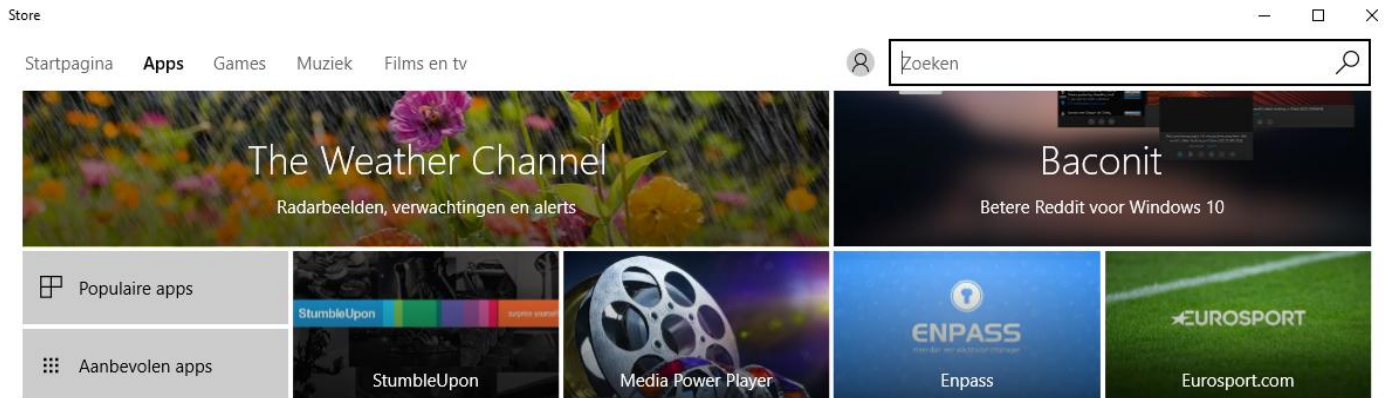 Store
Startpagina Apps Games Muziek Films en tv
Zoeken
The Weather Channel
Radarbeelden, verwachtingen en alerts
Baconit
Betere Reddit voor Windows 10
Populaire apps
Aanbevolen apps
StumbleUpon
StumbleUpon
Media Power Player
ENPASS
Enpass
EUROSPORT
Eurosport.com